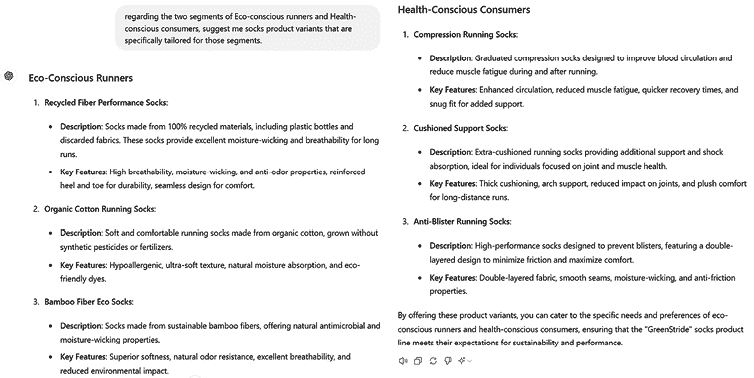 regarding the two segments of Eco-conscious runners and Health-
conscious consumers, suggest me socks product variants that are
specifically tailored for those segments.
Eco-Conscious Runners
1. Recycled Fiber Performance Socks:
• Description: Socks made from 100% recycled materials, including plastic bottles and
discarded fabrics. These socks provide excellent moisture-wicking and breathability for long
runs.
• Key Features: High breathability, moisture-wicking, and anti-odor properties, reinforced
heel and toe for durability, seamless design for comfort.
2. Organic Cotton Running Socks:
• Description: Soft and comfortable running socks made from organic cotton, grown without
synthetic pesticides or fertilizers.
• Key Features: Hypoallergenic, ultra-soft texture, natural moisture absorption, and eco-
friendly dyes.
3. Bamboo Fiber Eco Socks:
• Description: Socks made from sustainable bamboo fibers, offering natural antimicrobial and
moisture-wicking properties.
• Key Features: Superior softness, natural odor resistance, excellent breathability, and
reduced environmental impact.
Health-Conscious Consumers
1. Compression Running Socks:
• Description: Graduated compression socks designed to improve blood circulation and
reduce muscle fatigue during and after running.
• Key Features: Enhanced circulation, reduced muscle fatigue, quicker recovery times, and
snug fit for added support.
2. Cushioned Support Socks:
• Description: Extra-cushioned running socks providing additional support and shock
absorption, ideal for individuals focused on joint and muscle health.
• Key Features: Thick cushioning, arch support, reduced impact on joints, and plush comfort
for long-distance runs.
3. Anti-Blister Running Socks:
• Description: High-performance socks designed to prevent blisters, featuring a double-
layered design to minimize friction and maximize comfort.
• Key Features: Double-layered fabric, smooth seams, moisture-wicking, and anti-friction
properties.
By offering these product variants, you can cater to the specific needs and preferences of eco-
conscious runners and health-conscious consumers, ensuring that the "GreenStride" socks product
line meets their expectations for sustainability and performance.